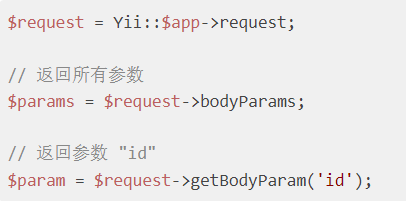 $request = Yii::$app->request;
// 返回所有参数
$params = $request->bodyParams;
// 返回参数 "id"
$param = $request->getBodyParam('id');